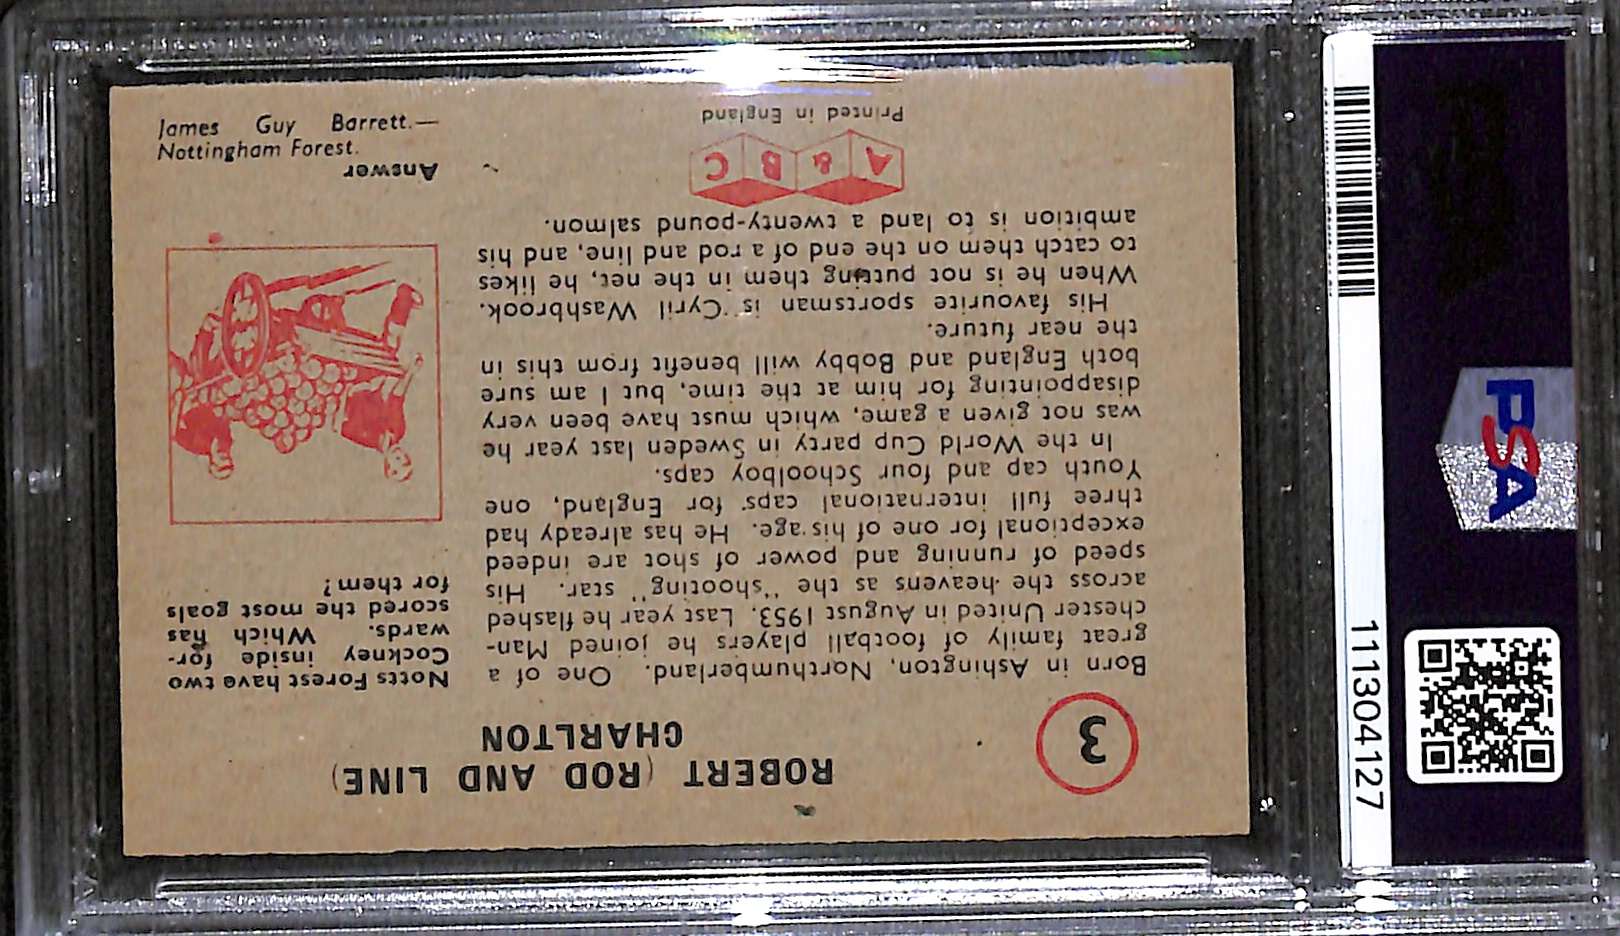 3
ROBERT (ROD AND LINE)
CHARLTON
Born in Ashington, Northumberland. One of a
great family of football players he joined Man-
chester United in August 1953. Last year he flashed
across the heavens as the "shooting" star. His
speed of running and power of shot are indeed
exceptional for one of his age. He has already had
three full international caps for England, one
Youth cap and four Schoolboy caps.
In the World Cup party in Sweden last year he
was not given a game, which must have been very
disappointing for him at the time, but I am sure
both England and Bobby will benefit from this in
the near future.
His favourite sportsman is Cyril Washbrook.
When he is not putting them in the net, he likes
to catch them on the end of a rod and line, and his
ambition is to land a twenty-pound salmon.
A & B C
Printed in England
Notts Forest have two
Cockney inside for-
wards. Which has
scored the most goals
for them?
Answer
James Guy Barrett.—
Nottingham Forest.
PSA
111304127